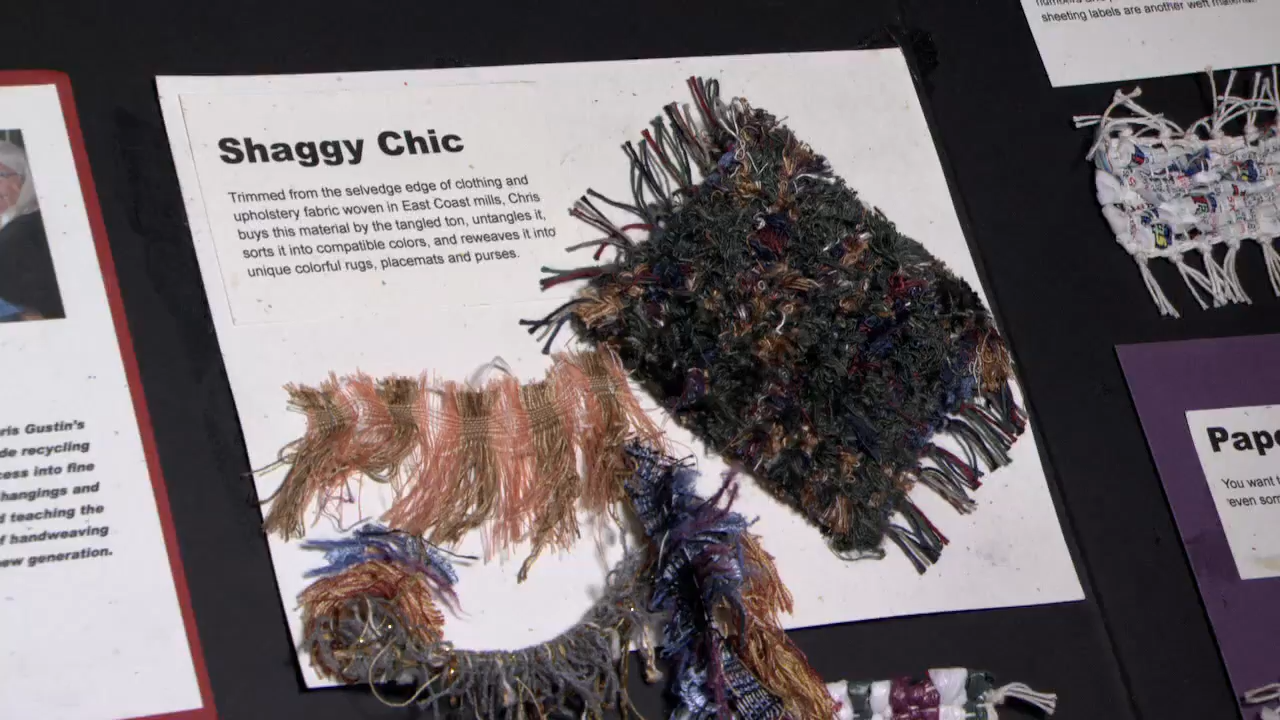 Shaggy Chic
Trimmed from the selvedge edge of clothing and
upholstery fabric woven in East Coast mills, Chris
buys this material by the tangled ton, untangles it,
sorts it into compatible colors, and reweaves it into
unique colorful rugs, placemats and purses.
sheeting labels are another weft material.
ris Gustin's
de recycling
cess into fine
hangings and
d teaching the
f handweaving
ew generation.
Pape
You want t
even som